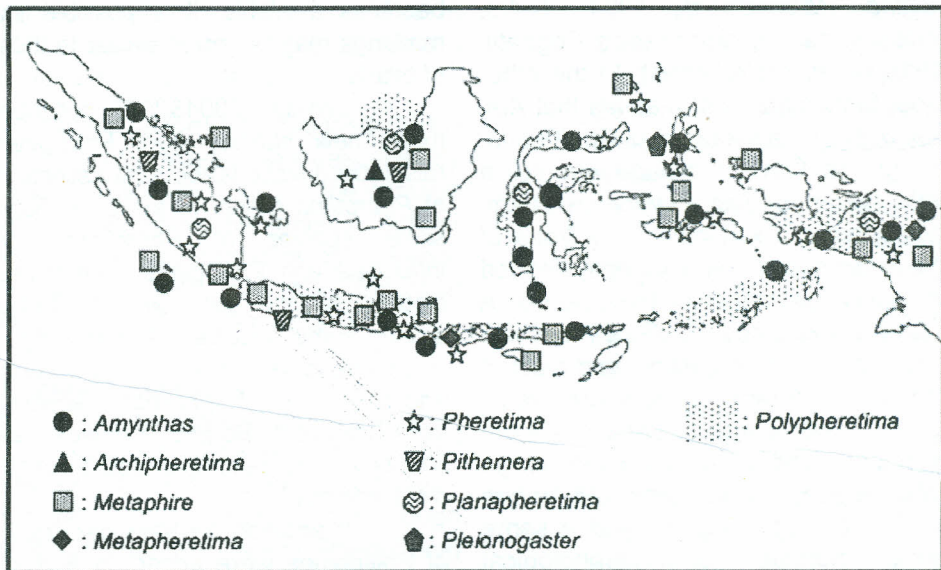 : Amynthas
: Pheretima
: Polypheretima
: Archipheretima
: Pithemera
: Metaphire
: Planapheretima
: Metapheretima
: Pleionogaster